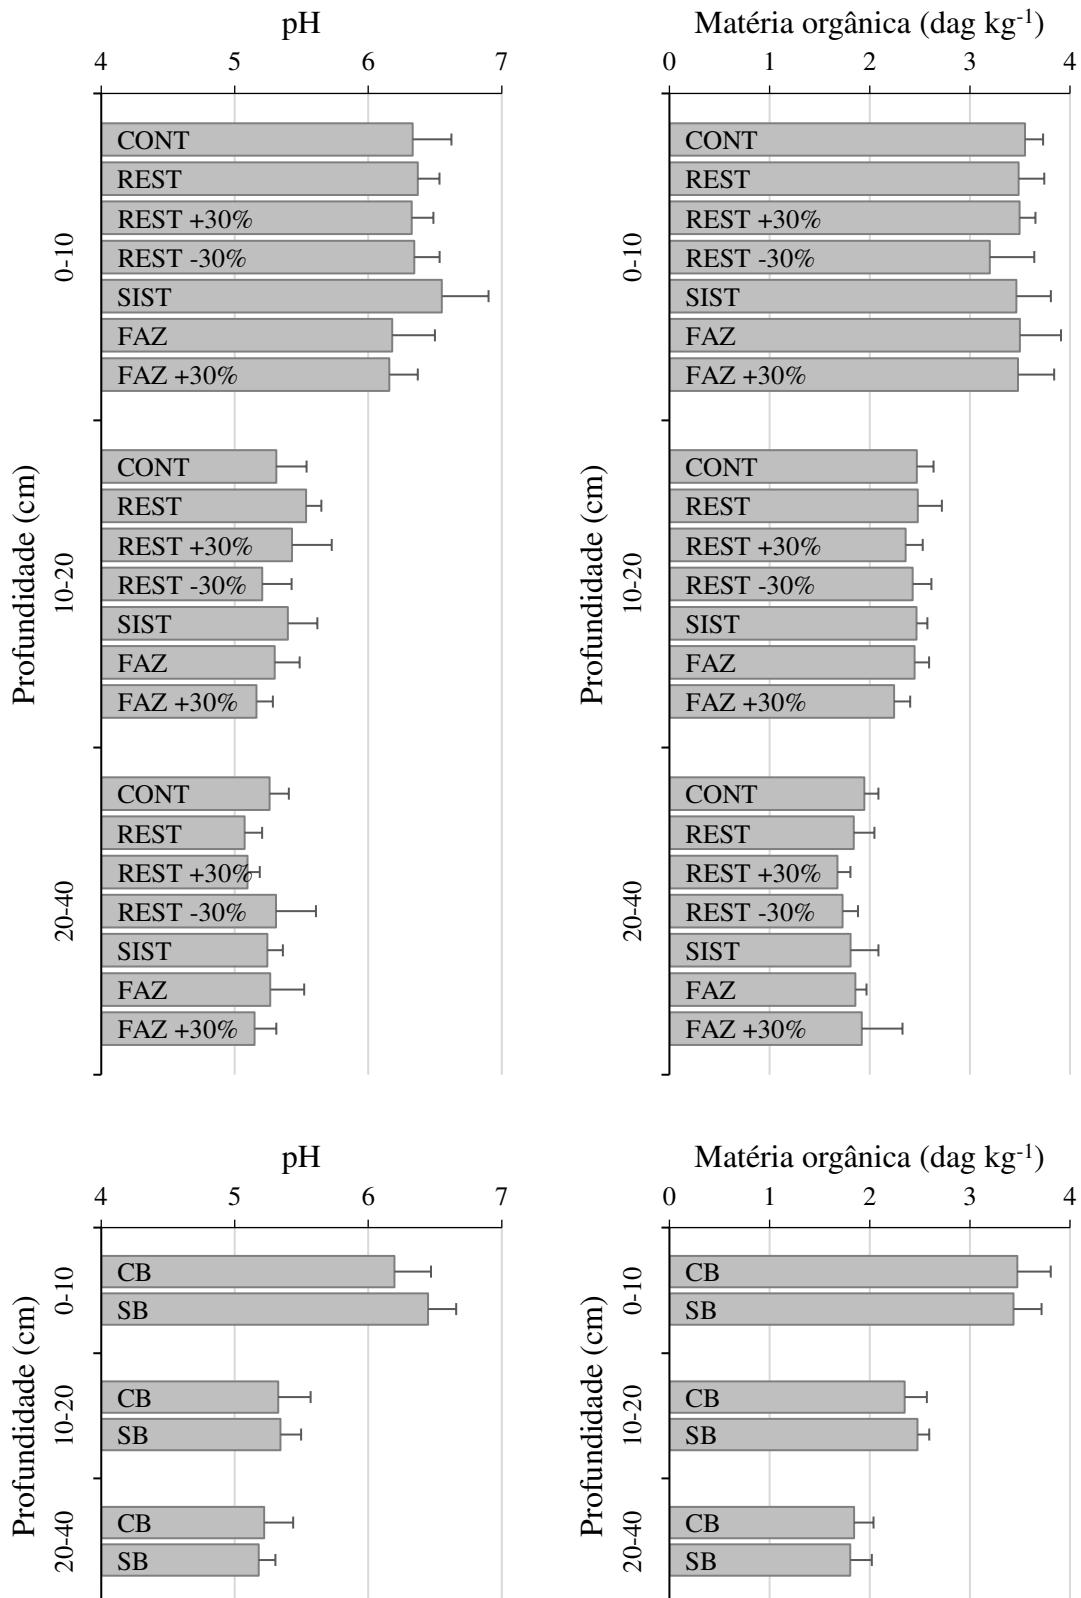 pH
4 5 6 7
Profundidade (cm)
0-10
CONT
REST
REST +30%
REST -30%
SIST
FAZ
FAZ +30%
10-20
CONT
REST
REST +30%
REST -30%
SIST
FAZ
FAZ +30%
20-40
CONT
REST
REST +30%
REST -30%
SIST
FAZ
FAZ +30%
Matéria orgânica (dag kg⁻¹)
0 1 2 3 4
Profundidade (cm)
0-10
CONT
REST
REST +30%
REST -30%
SIST
FAZ
FAZ +30%
10-20
CONT
REST
REST +30%
REST -30%
SIST
FAZ
FAZ +30%
20-40
CONT
REST
REST +30%
REST -30%
SIST
FAZ
FAZ +30%
pH
4 5 6 7
Profundidade (cm)
0-10
CB
SB
10-20
CB
SB
20-40
CB
SB
Matéria orgânica (dag kg⁻¹)
0 1 2 3 4
Profundidade (cm)
0-10
CB
SB
10-20
CB
SB
20-40
CB
SB